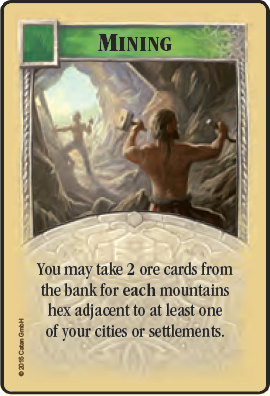 MINING
You may take 2 ore cards from
the bank for each mountains
hex adjacent to at least one
of your cities or settlements.
© 2015 Catan GmbH